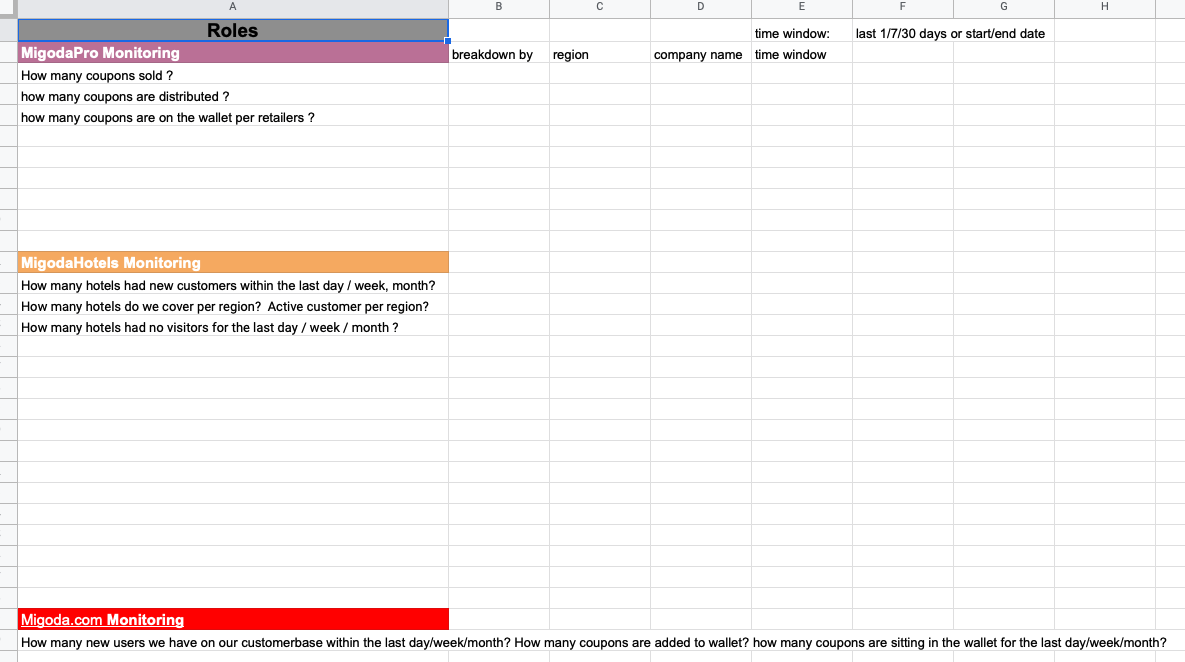 A B C D E F G H
Roles time window: last 1/7/30 days or start/end date
MigodaPro Monitoring breakdown by region company name time window
How many coupons sold ?
how many coupons are distributed ?
how many coupons are on the wallet per retailers ?
MigodaHotels Monitoring
How many hotels had new customers within the last day / week, month?
How many hotels do we cover per region?  Active customer per region?
How many hotels had no visitors for the last day / week / month ?
Migoda.com Monitoring
How many new users we have on our customerbase within the last day/week/month? How many coupons are added to wallet? how many coupons are sitting in the wallet for the last day/week/month?